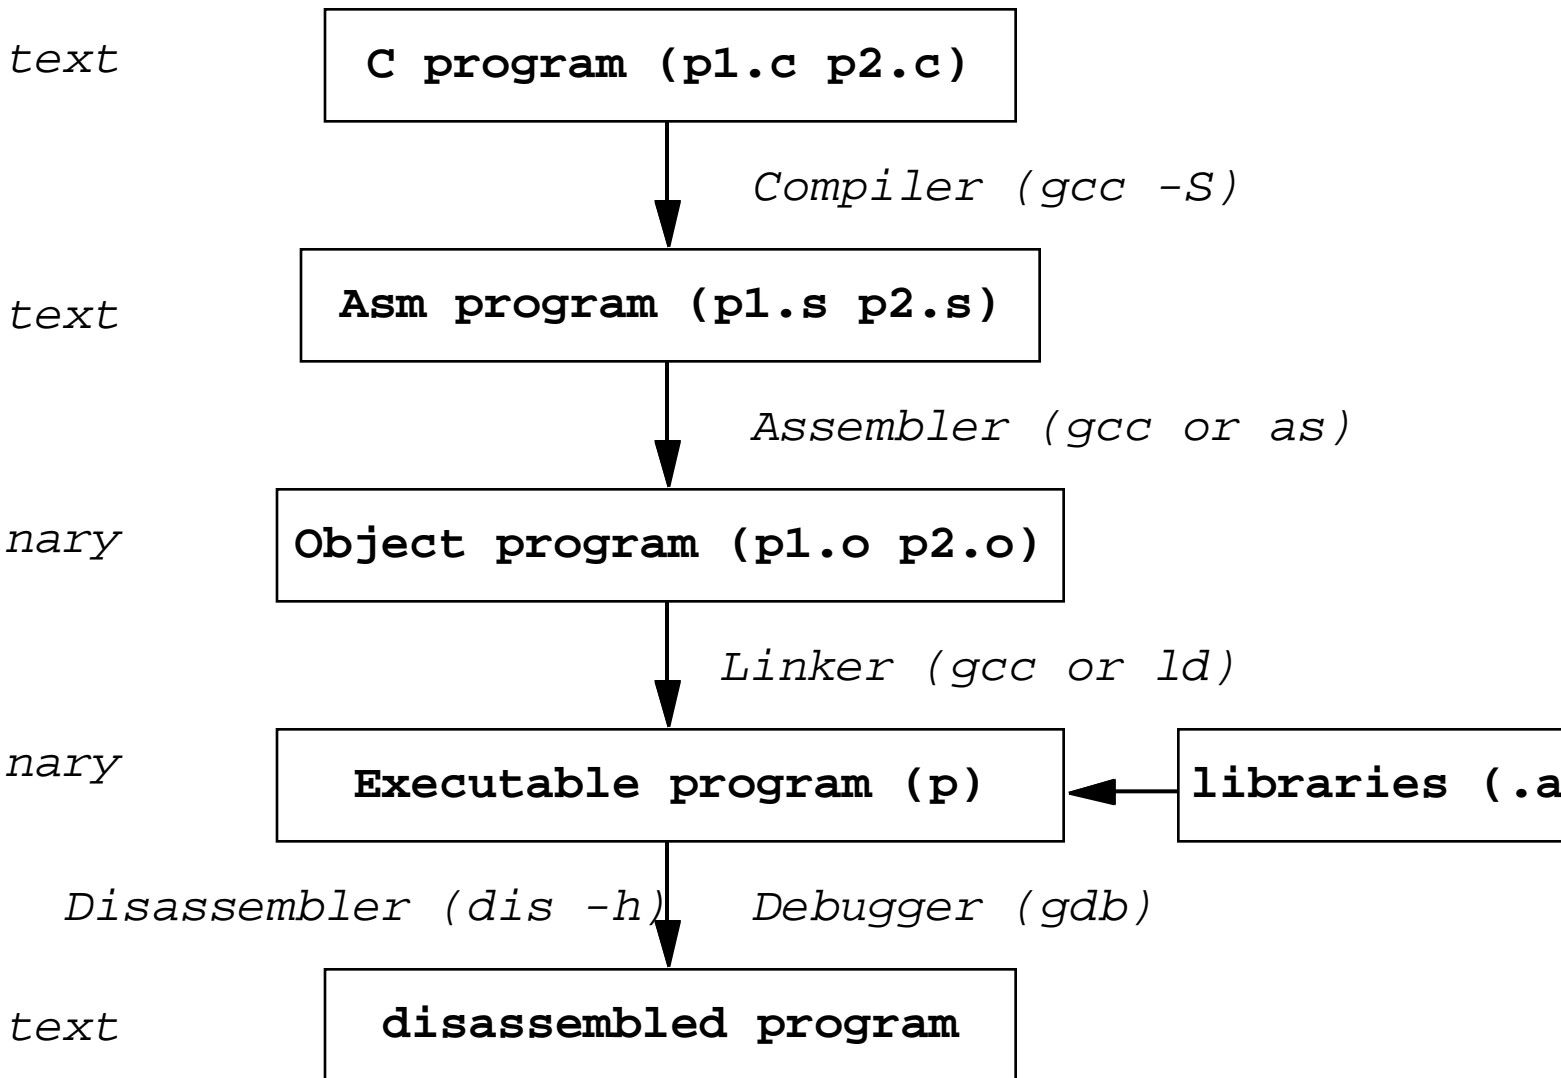 text
C program (p1.c p2.c)
Compiler (gcc -S)
text
Asm program (p1.s p2.s)
Assembler (gcc or as)
nary
Object program (p1.o p2.o)
Linker (gcc or ld)
nary
Executable program (p)
libraries (.a
Disassembler (dis -h)
Debugger (gdb)
text
disassembled program